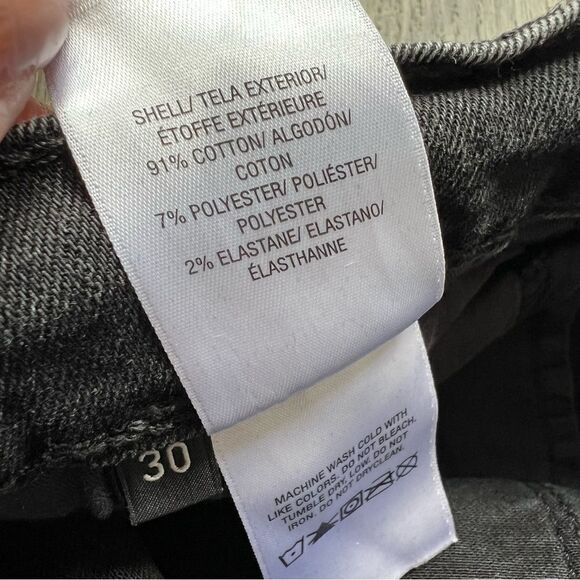 SHELL/ TELA EXTERIOR/
ÉTOFFE EXTÉRIEURE
91% COTTON/ ALGODÓN/
COTON
7% POLYESTER/ POLIÉSTER/
POLYESTER
2% ELASTANE/ ELASTANO/
ÉLASTHANNE
30
MACHINE WASH COLD WITH
LIKE COLORS. DO NOT BLEACH.
TUMBLE DRY, LOW. DO NOT
IRON. DO NOT DRYCLEAN.